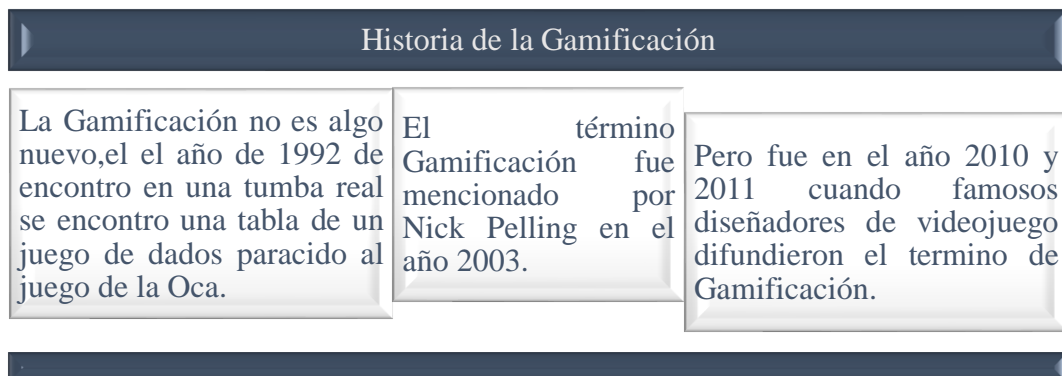 Historia de la Gamificación
La Gamificación no es algo
nuevo,el el año de 1992 de
encontro en una tumba real
se encontro una tabla de un
juego de dados paracido al
juego de la Oca.
El término
Gamificación fue
mencionado por
Nick Pelling en el
año 2003.
Pero fue en el año 2010 y
2011 cuando famosos
diseñadores de videojuego
difundieron el termino de
Gamificación.